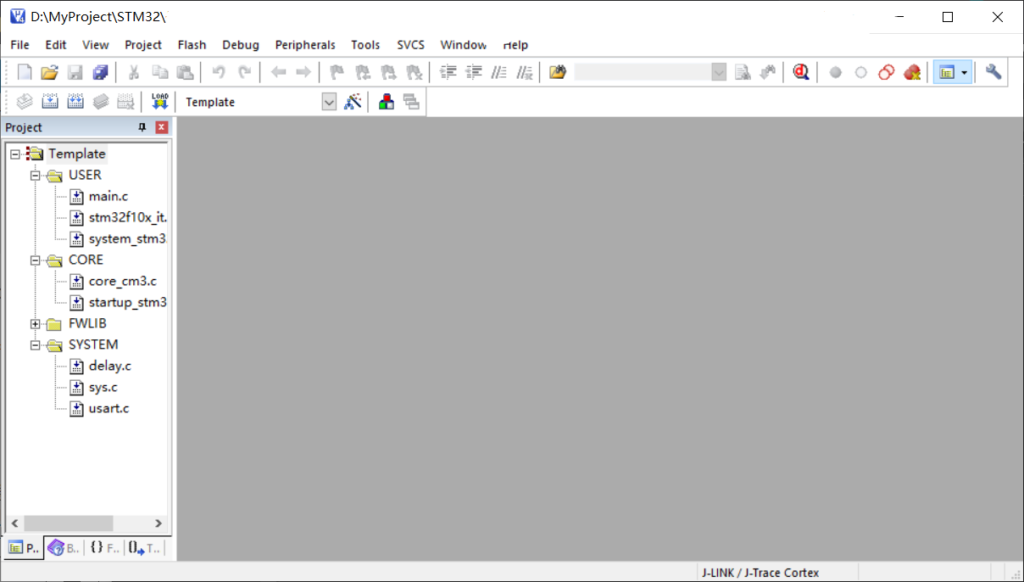 D:\MyProject\STM32\
File Edit View Project Flash Debug Peripherals Tools SVCS Window Help
LOAD Template
Project
Template
USER
main.c
stm32f10x_it.
system_stm3
CORE
core_cm3.c
startup_stm3
FWLIB
SYSTEM
delay.c
sys.c
usart.c
P.. B.. {} F.. T..
J-LINK / J-Trace Cortex